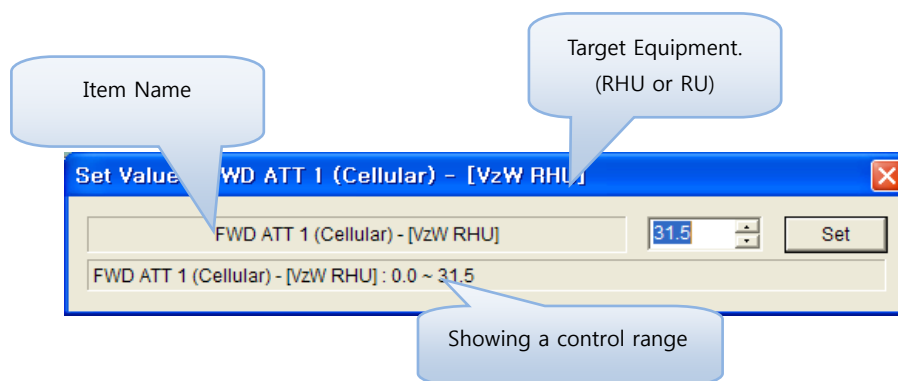 Target Equipment.
(RHU or RU)
Item Name
Set Value WD ATT 1 (Cellular) - [VzW RHU]
FWD ATT 1 (Cellular) - [VzW RHU]
31.5
Set
FWD ATT 1 (Cellular) - [VzW RHU] : 0.0 ~ 31.5
Showing a control range